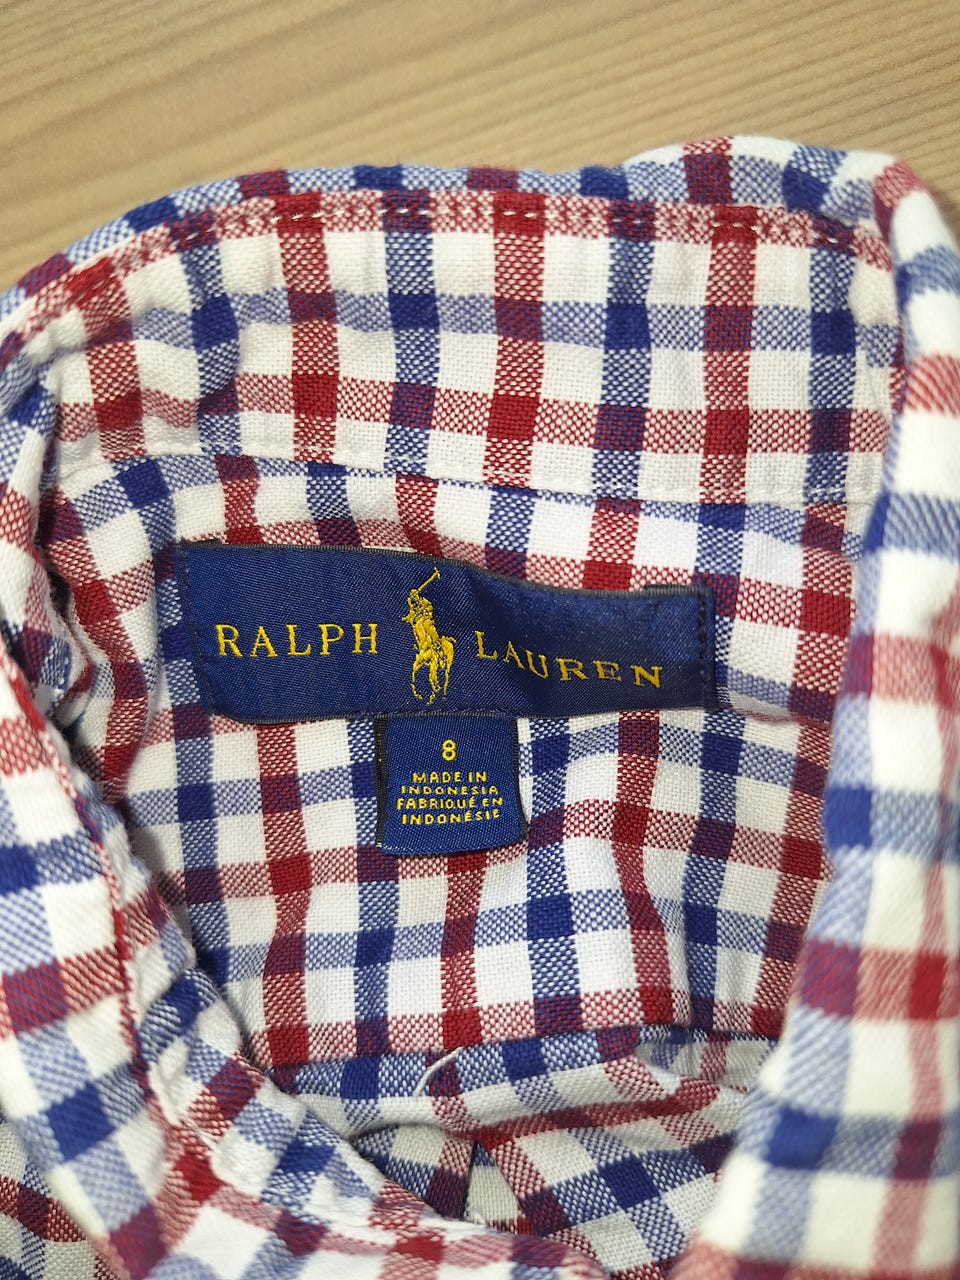 RALPH LAUREN
8
MADE IN
INDONESIA
FABRIQUÉ EN
INDONÉSIE